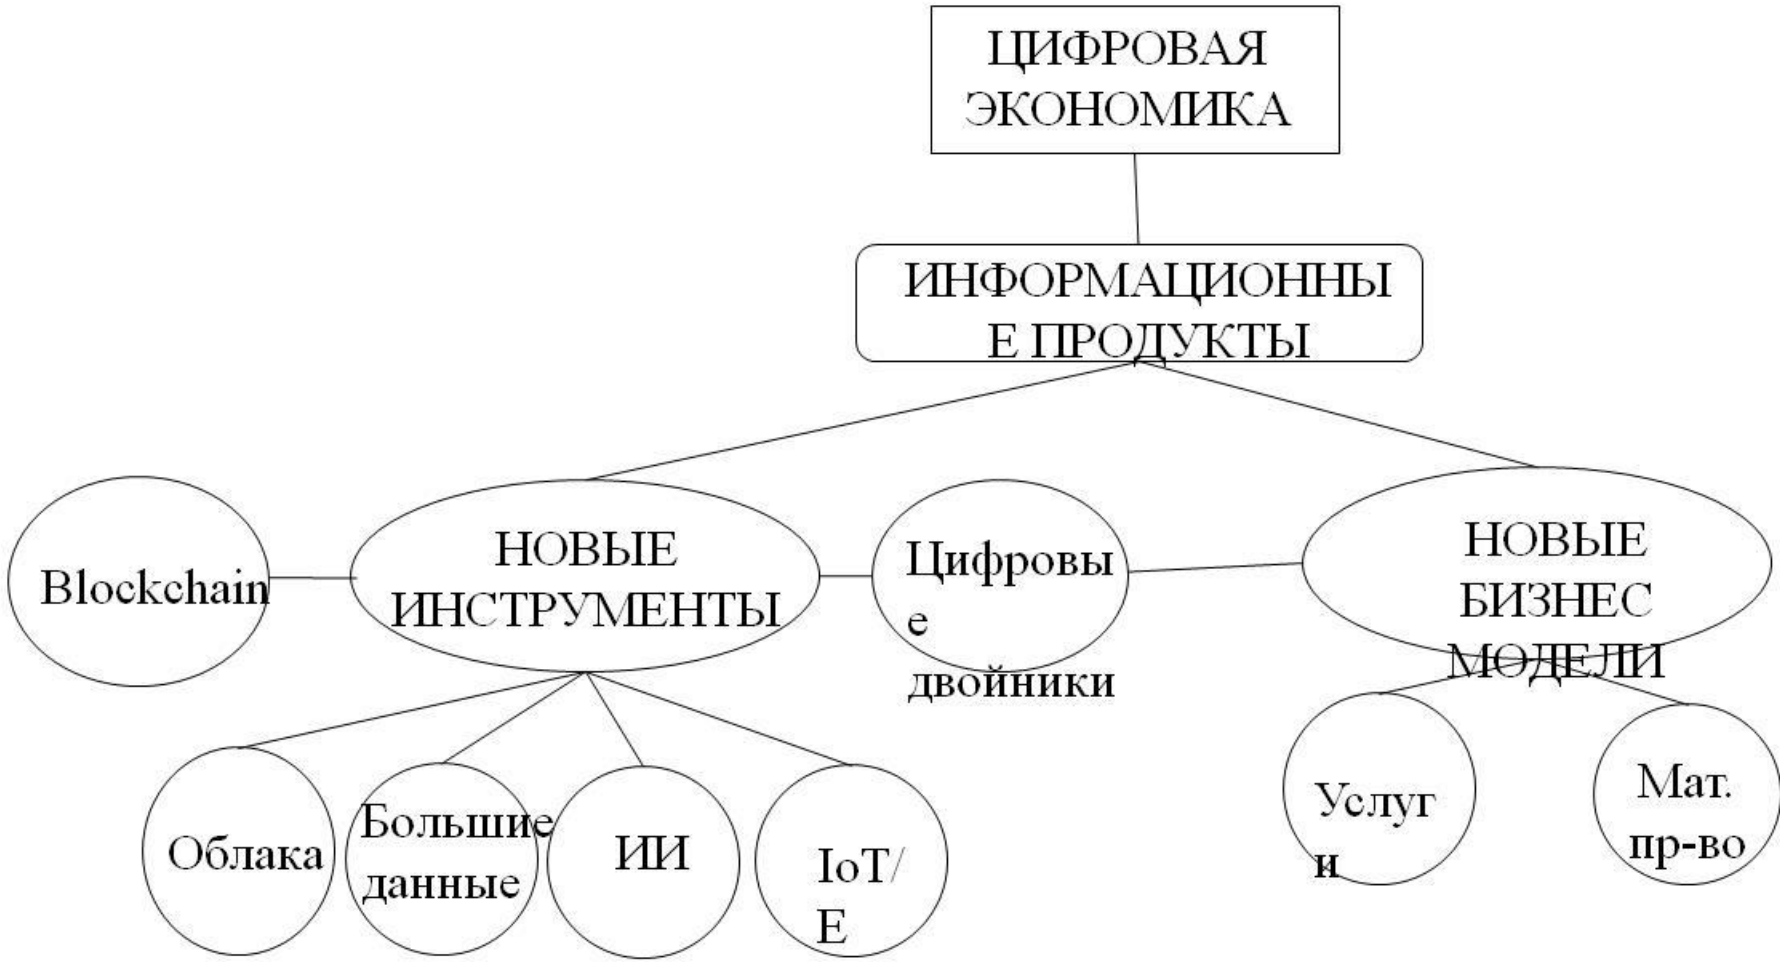 ЦИФРОВАЯ
ЭКОНОМИКА
ИНФОРМАЦИОННЫ
Е ПРОДУКТЫ
Blockchain
НОВЫЕ
ИНСТРУМЕНТЫ
Цифровы
е
двойники
НОВЫЕ
БИЗНЕС
МОДЕЛИ
Облака
Большие
данные
ИИ
IoT/
E
Услуг
и
Мат.
пр-во